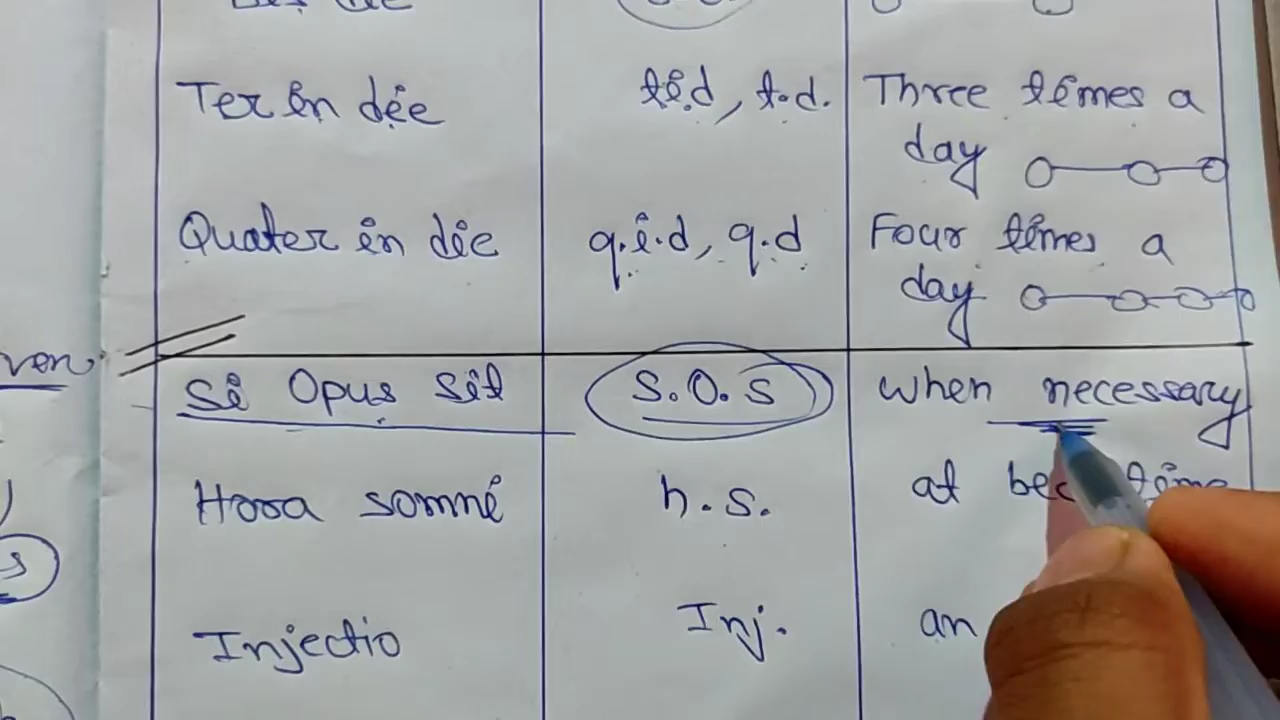 Ter in die t.i.d, t.d. Three times a
day
Quater in die q.i.d, q.d Four times a
day
Si Opus sit S.O.S When necessary
Hora somni h.s. at bed time
Injectio Inj. an